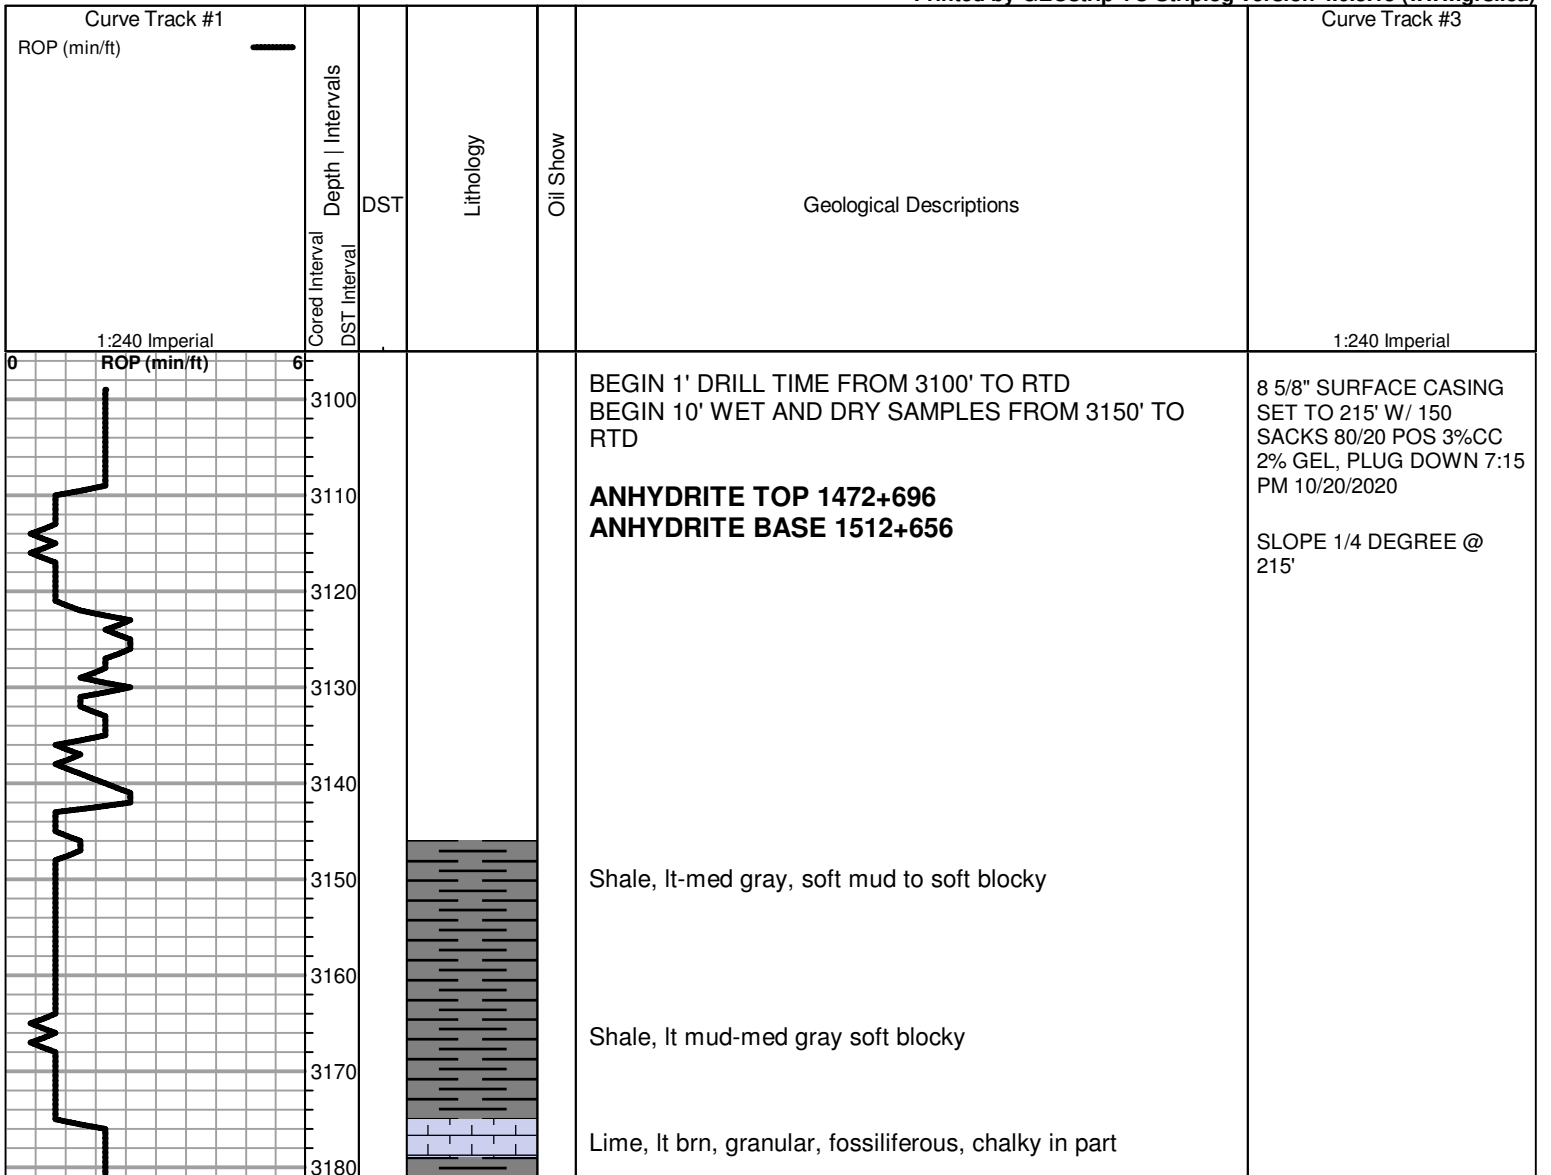 Curve Track #1
ROP (min/ft)
1:240 Imperial
Depth | Intervals
Cored Interval
DST Interval
DST
Lithology
Oil Show
Geological Descriptions
Curve Track #3
1:240 Imperial
0 ROP (min/ft) 6
3100
3110
3120
3130
3140
3150
3160
3170
3180
BEGIN 1' DRILL TIME FROM 3100' TO RTD
BEGIN 10' WET AND DRY SAMPLES FROM 3150' TO
RTD
ANHYDRITE TOP 1472+696
ANHYDRITE BASE 1512+656
Shale, lt-med gray, soft mud to soft blocky
Shale, lt mud-med gray soft blocky
Lime, lt brn, granular, fossiliferous, chalky in part
8 5/8" SURFACE CASING
SET TO 215' W/ 150
SACKS 80/20 POS 3%CC
2% GEL, PLUG DOWN 7:15
PM 10/20/2020
SLOPE 1/4 DEGREE @
215'